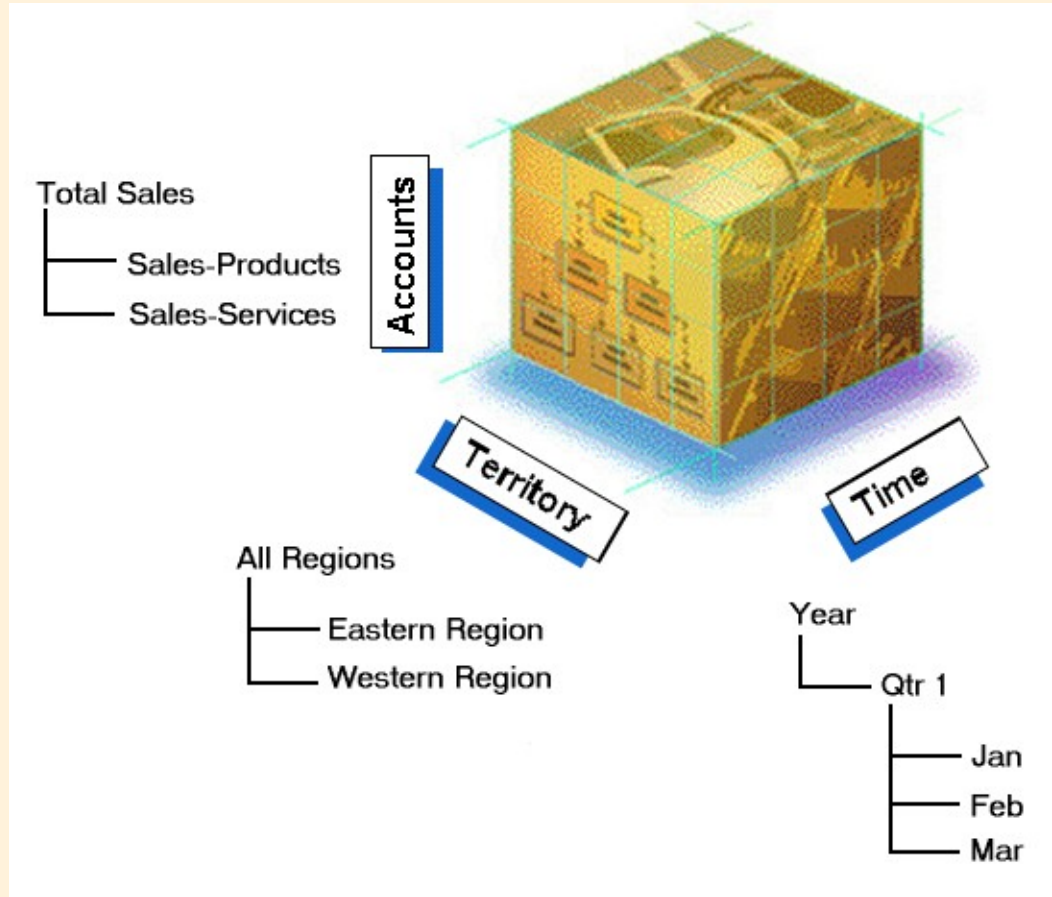 Accounts
Total Sales
Sales-Products
Sales-Services
Territory
All Regions
Eastern Region
Western Region
Time
Year
Qtr 1
Jan
Feb
Mar